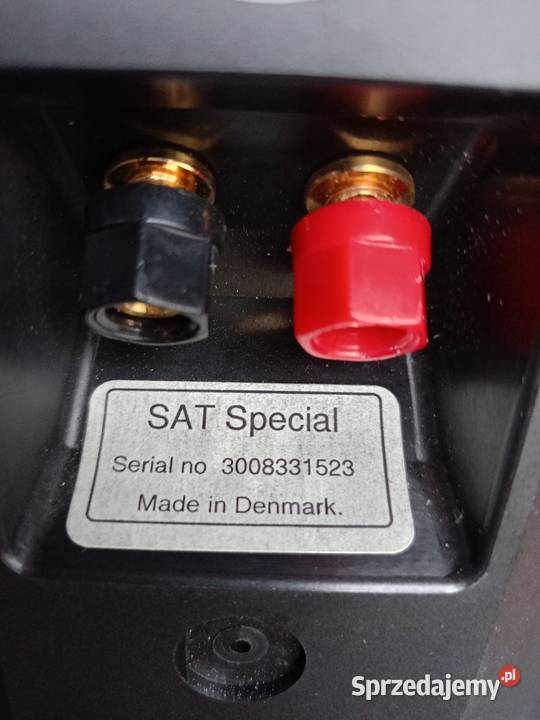 SAT Special
Serial no 3008331523
Made in Denmark.
Sprzedajemy.pl